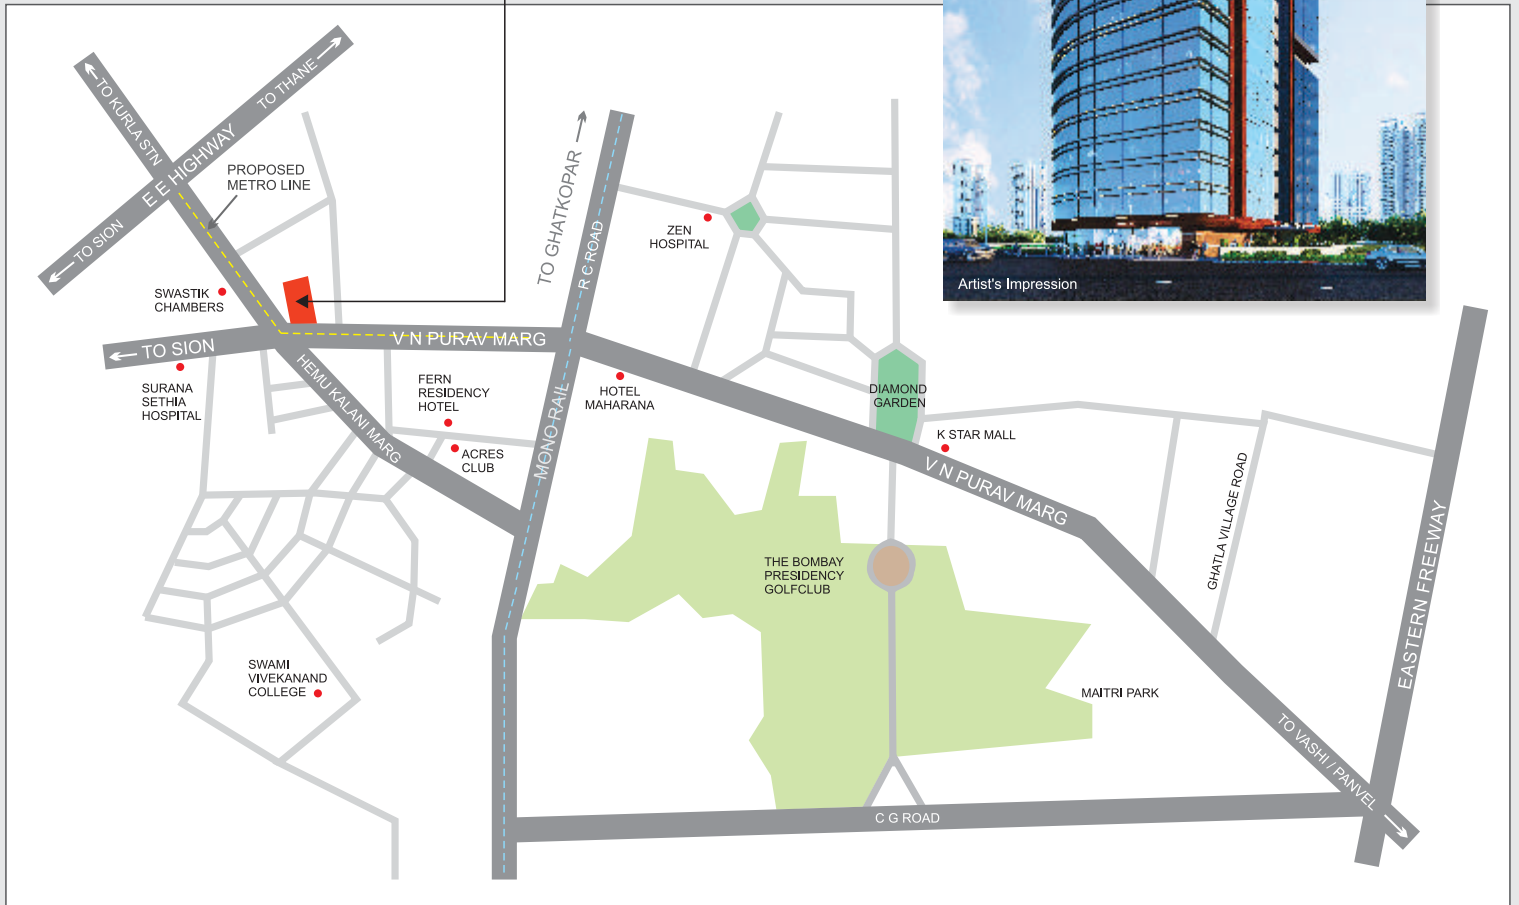 TO KURLA STN
TO THANE
E E HIGHWAY
TO SION
PROPOSED
METRO LINE
SWASTIK
CHAMBERS
TO SION
SURANA
SETHIA
HOSPITAL
V N PURAV MARG
HEMU KALANI MARG
FERN
RESIDENCY
HOTEL
ACRES
CLUB
TO GHATKOPAR
R C ROAD
MONO RAIL
ZEN
HOSPITAL
HOTEL
MAHARANA
DIAMOND
GARDEN
K STAR MALL
V N PURAV MARG
GHATLA VILLAGE ROAD
EASTERN FREEWAY
THE BOMBAY
PRESIDENCY
GOLFCLUB
SWAMI
VIVEKANAND
COLLEGE
MAITRI PARK
TO VASHI / PANVEL
C G ROAD
Artist's Impression